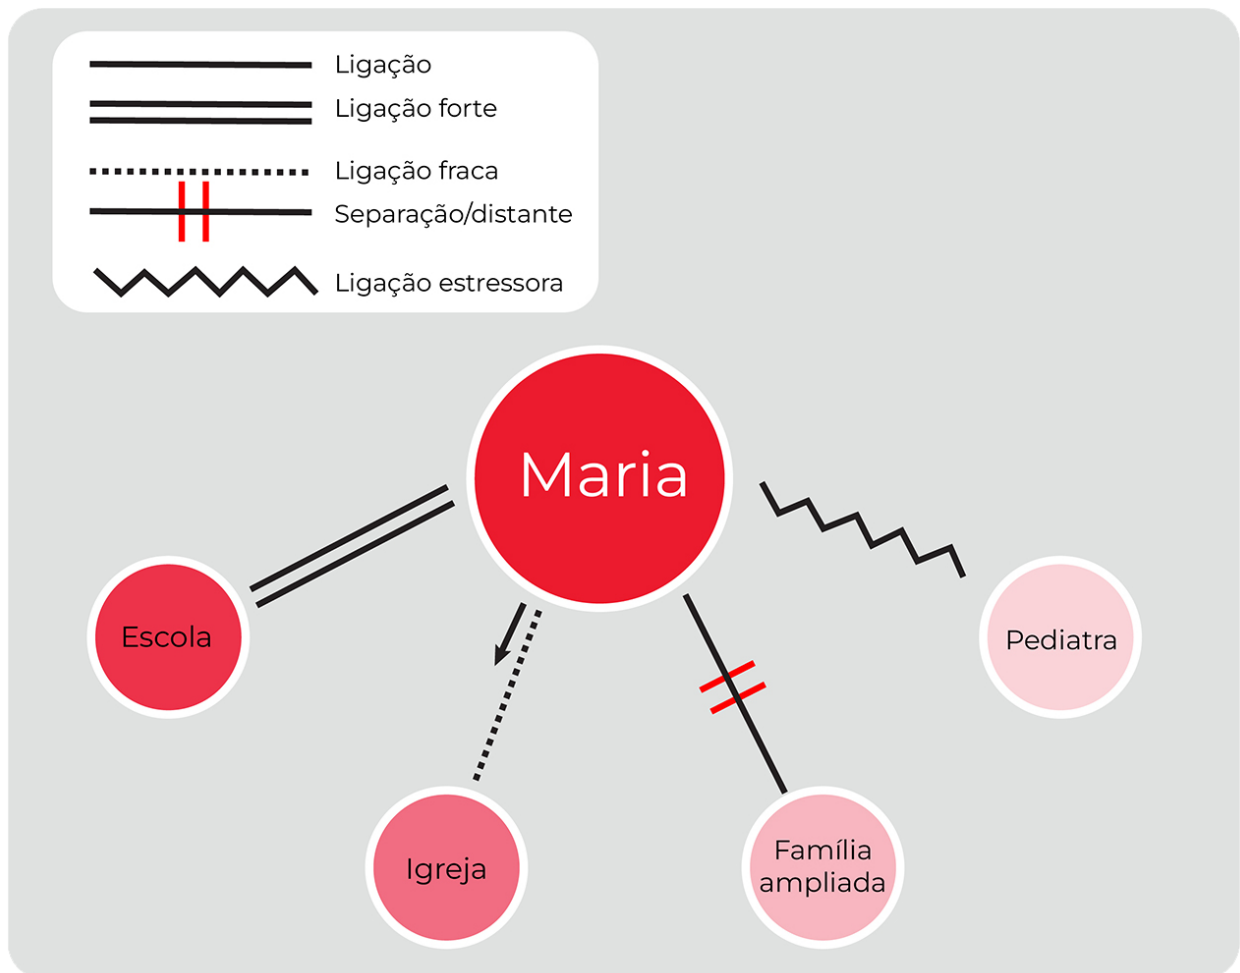 Ligação
Ligação forte
Ligação fraca
Separação/distante
Ligação estressora
Maria
Escola
Pediatra
Igreja
Família
ampliada